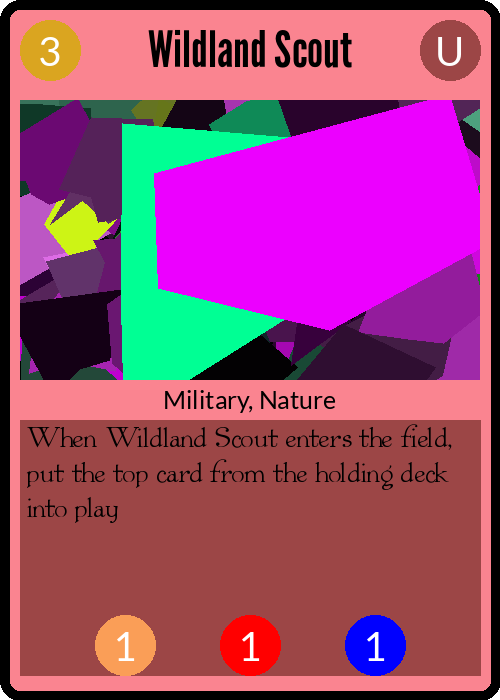 3
Wildland Scout
U
Military, Nature
When Wildland Scout enters the field,
put the top card from the holding deck
into play
1
1
1